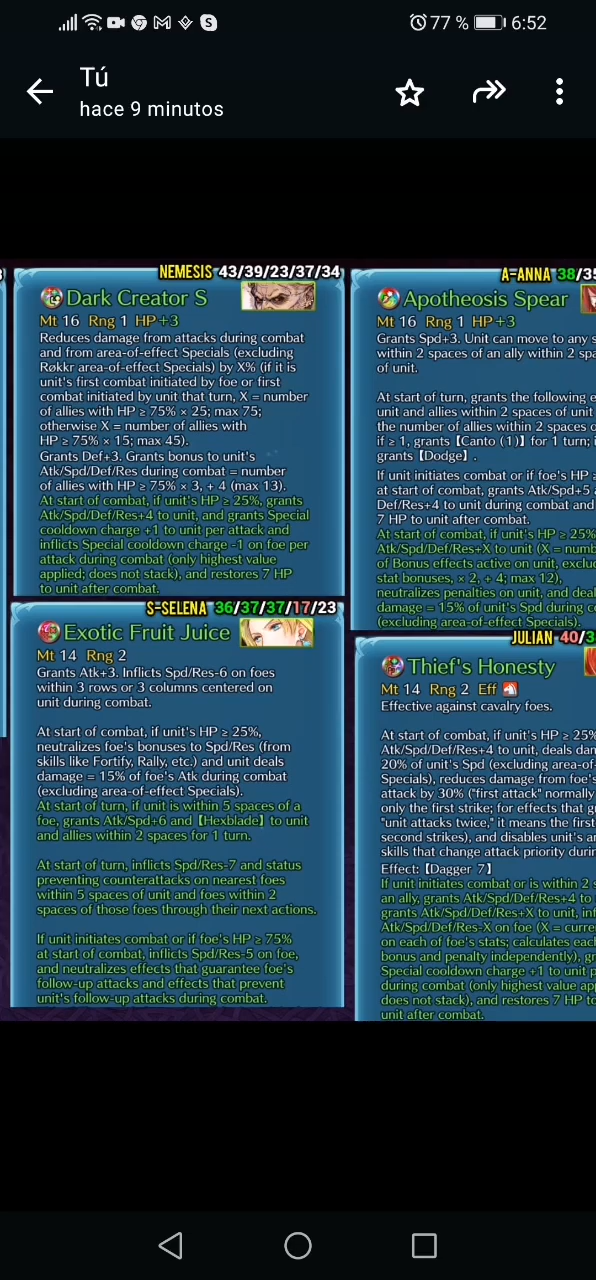 77 % 6:52
Tú
hace 9 minutos
NEMESIS 43/39/23/37/34
Dark Creator S
Mt 16 Rng 1 HP+3
Reduces damage from attacks during combat
and from area-of-effect Specials (excluding
Røkkr area-of-effect Specials) by X% (if it is
unit's first combat initiated by foe or first
combat initiated by unit that turn, X = number
of allies with HP ≥ 75% × 25; max 75;
otherwise X = number of allies with
HP ≥ 75% × 15; max 45).
Grants Def+3. Grants bonus to unit's
Atk/Spd/Def/Res during combat = number
of allies with HP ≥ 75% × 3, + 4 (max 13).
At start of combat, if unit's HP ≥ 25%, grants
Atk/Spd/Def/Res+4 to unit, and grants Special
cooldown charge +1 to unit per attack and
inflicts Special cooldown charge -1 on foe per
attack during combat (only highest value
applied; does not stack), and restores 7 HP
to unit after combat.
S-SELENA 36/37/37/17/23
Exotic Fruit Juice
Mt 14 Rng 2
Grants Atk+3. Inflicts Spd/Res-6 on foes
within 3 rows or 3 columns centered on
unit during combat.
At start of combat, if unit's HP ≥ 25%,
neutralizes foe's bonuses to Spd/Res (from
skills like Fortify, Rally, etc.) and unit deals
damage = 15% of foe's Atk during combat
(excluding area-of-effect Specials).
At start of turn, if unit is within 5 spaces of a
foe, grants Atk/Spd+6 and 【Hexblade】 to unit
and allies within 2 spaces for 1 turn.
At start of turn, inflicts Spd/Res-7 and status
preventing counterattacks on nearest foes
within 5 spaces of unit and foes within 2
spaces of those foes through their next actions.
If unit initiates combat or if foe's HP ≥ 75%
at start of combat, inflicts Spd/Res-5 on foe,
and neutralizes effects that guarantee foe's
follow-up attacks and effects that prevent
unit's follow-up attacks during combat.
A-ANNA 38/35
Apotheosis Spear
Mt 16 Rng 1 HP+3
Grants Spd+3. Unit can move to any
within 2 spaces of an ally within 2
of unit.
At start of turn, grants the following
unit and allies within 2 spaces of unit
the number of allies within 2 spaces
if ≥ 1, grants 【Canto (1)】 for 1 turn;
grants 【Dodge】.
If unit initiates combat or if foe's HP
at start of combat, grants Atk/Spd+5
Def/Res+4 to unit during combat and
7 HP to unit after combat.
At start of combat, if unit's HP ≥ 25%
Atk/Spd/Def/Res+X to unit (X =
of Bonus effects active on unit,
stat bonuses, × 2, + 4; max 12),
neutralizes penalties on unit, and
damage = 15% of unit's Spd during
(excluding area-of-effect Specials).
JULIAN 40/3
Thief's Honesty
Mt 14 Rng 2 Eff
Effective against cavalry foes.
At start of combat, if unit's HP ≥ 25%
Atk/Spd/Def/Res+4 to unit, deals
20% of unit's Spd (excluding
Specials), reduces damage from foe's
attack by 30% ("first attack" normally
only the first strike; for effects that
"unit attacks twice," it means the first
second strikes), and disables unit's
skills that change attack priority
Effect:【Dagger 7】
If unit initiates combat or is within 2
an ally, grants Atk/Spd/Def/Res+4 to
grants Atk/Spd/Def/Res+X to unit,
Atk/Spd/Def/Res-X on foe (X =
on each of foe's stats; calculates each
bonus and penalty independently),
Special cooldown charge +1 to unit
during combat (only highest value
does not stack), and restores 7 HP
unit after combat.